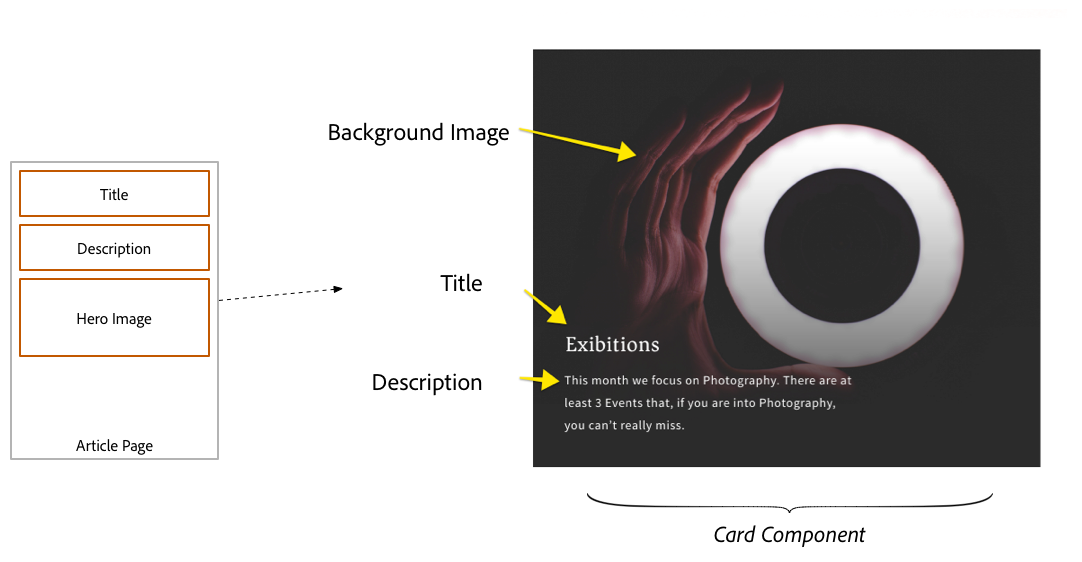 Title
Description
Hero Image
Article Page
Background Image
Title
Description
Exibitions
This month we focus on Photography. There are at
least 3 Events that, if you are into Photography,
you can't really miss.
Card Component